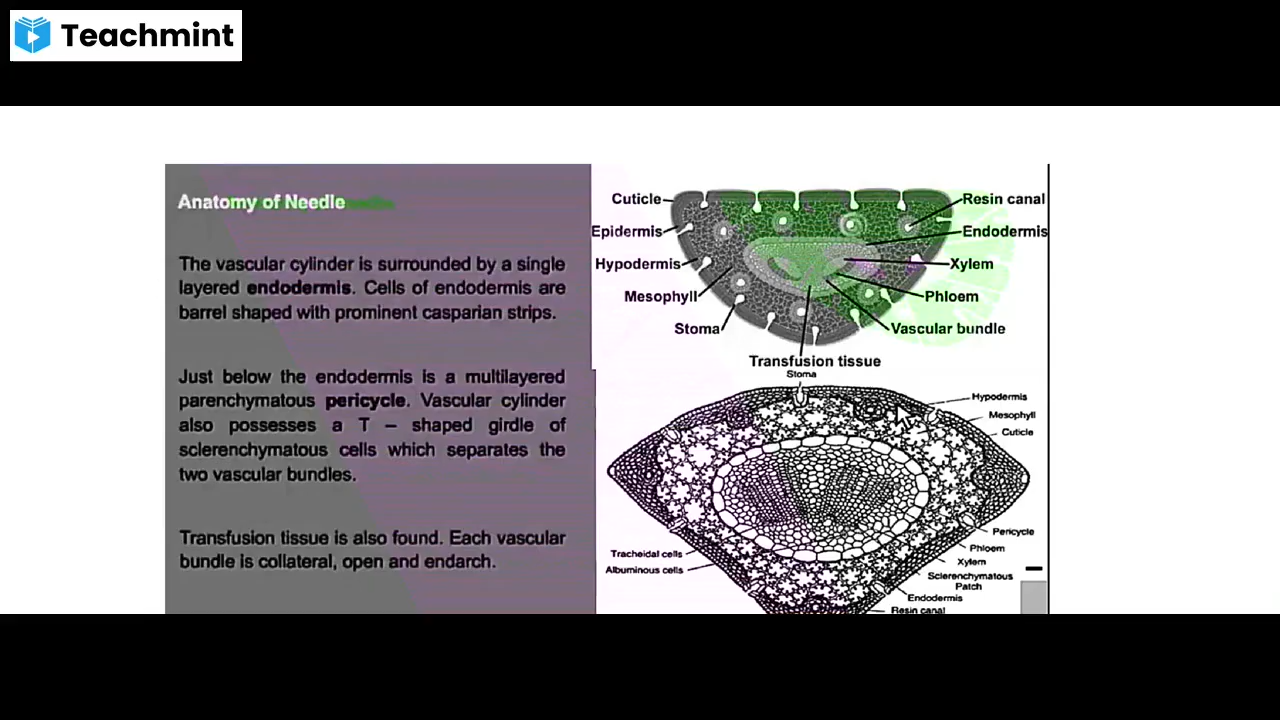 Teachmint
Anatomy of Needle
The vascular cylinder is surrounded by a single
layered endodermis. Cells of endodermis are
barrel shaped with prominent casparian strips.
Just below the endodermis is a multilayered
parenchymatous pericycle. Vascular cylinder
also possesses a T – shaped girdle of
sclerenchymatous cells which separates the
two vascular bundles.
Transfusion tissue is also found. Each vascular
bundle is collateral, open and endarch.
Cuticle
Epidermis
Hypodermis
Mesophyll
Stoma
Resin canal
Endodermis
Xylem
Phloem
Vascular bundle
Transfusion tissue
Stoma
Hypodermis
Mesophyll
Cuticle
Tracheidal cells
Albuminous cells
Pericycle
Phloem
Xylem
Sclerenchymatous
Patch
Endodermis
Resin canal